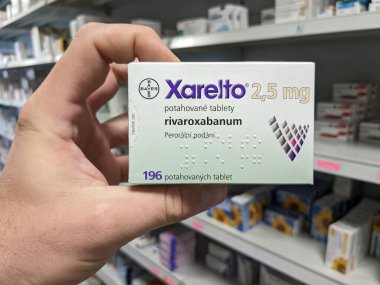 BAYER
Xarelto® 2,5 mg
potahované tablety
rivaroxabanum
Perorální podání
196 potahovaných tablet